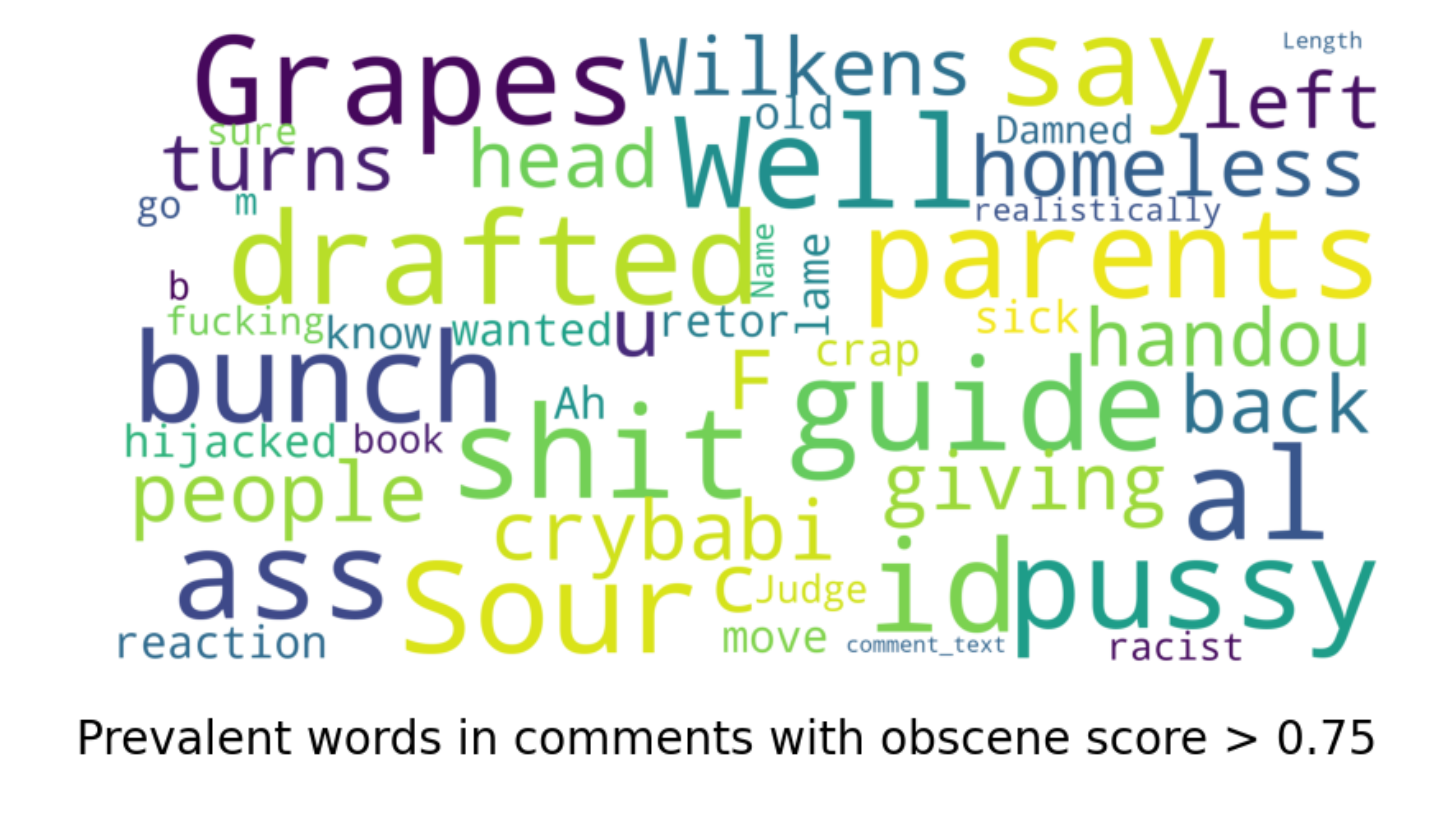 Grapes Wilkens say Length
left
old
sure turns head Well Damned homeless
go m realistically
drafted Name lame parents
b
fucking know wanted u retor sick handou
bunch F crap guide back
Ah
hijacked book shit giving al
people
crybabi
ass Sour C Judge id pussy
reaction move comment_text racist
Prevalent words in comments with obscene score > 0.75